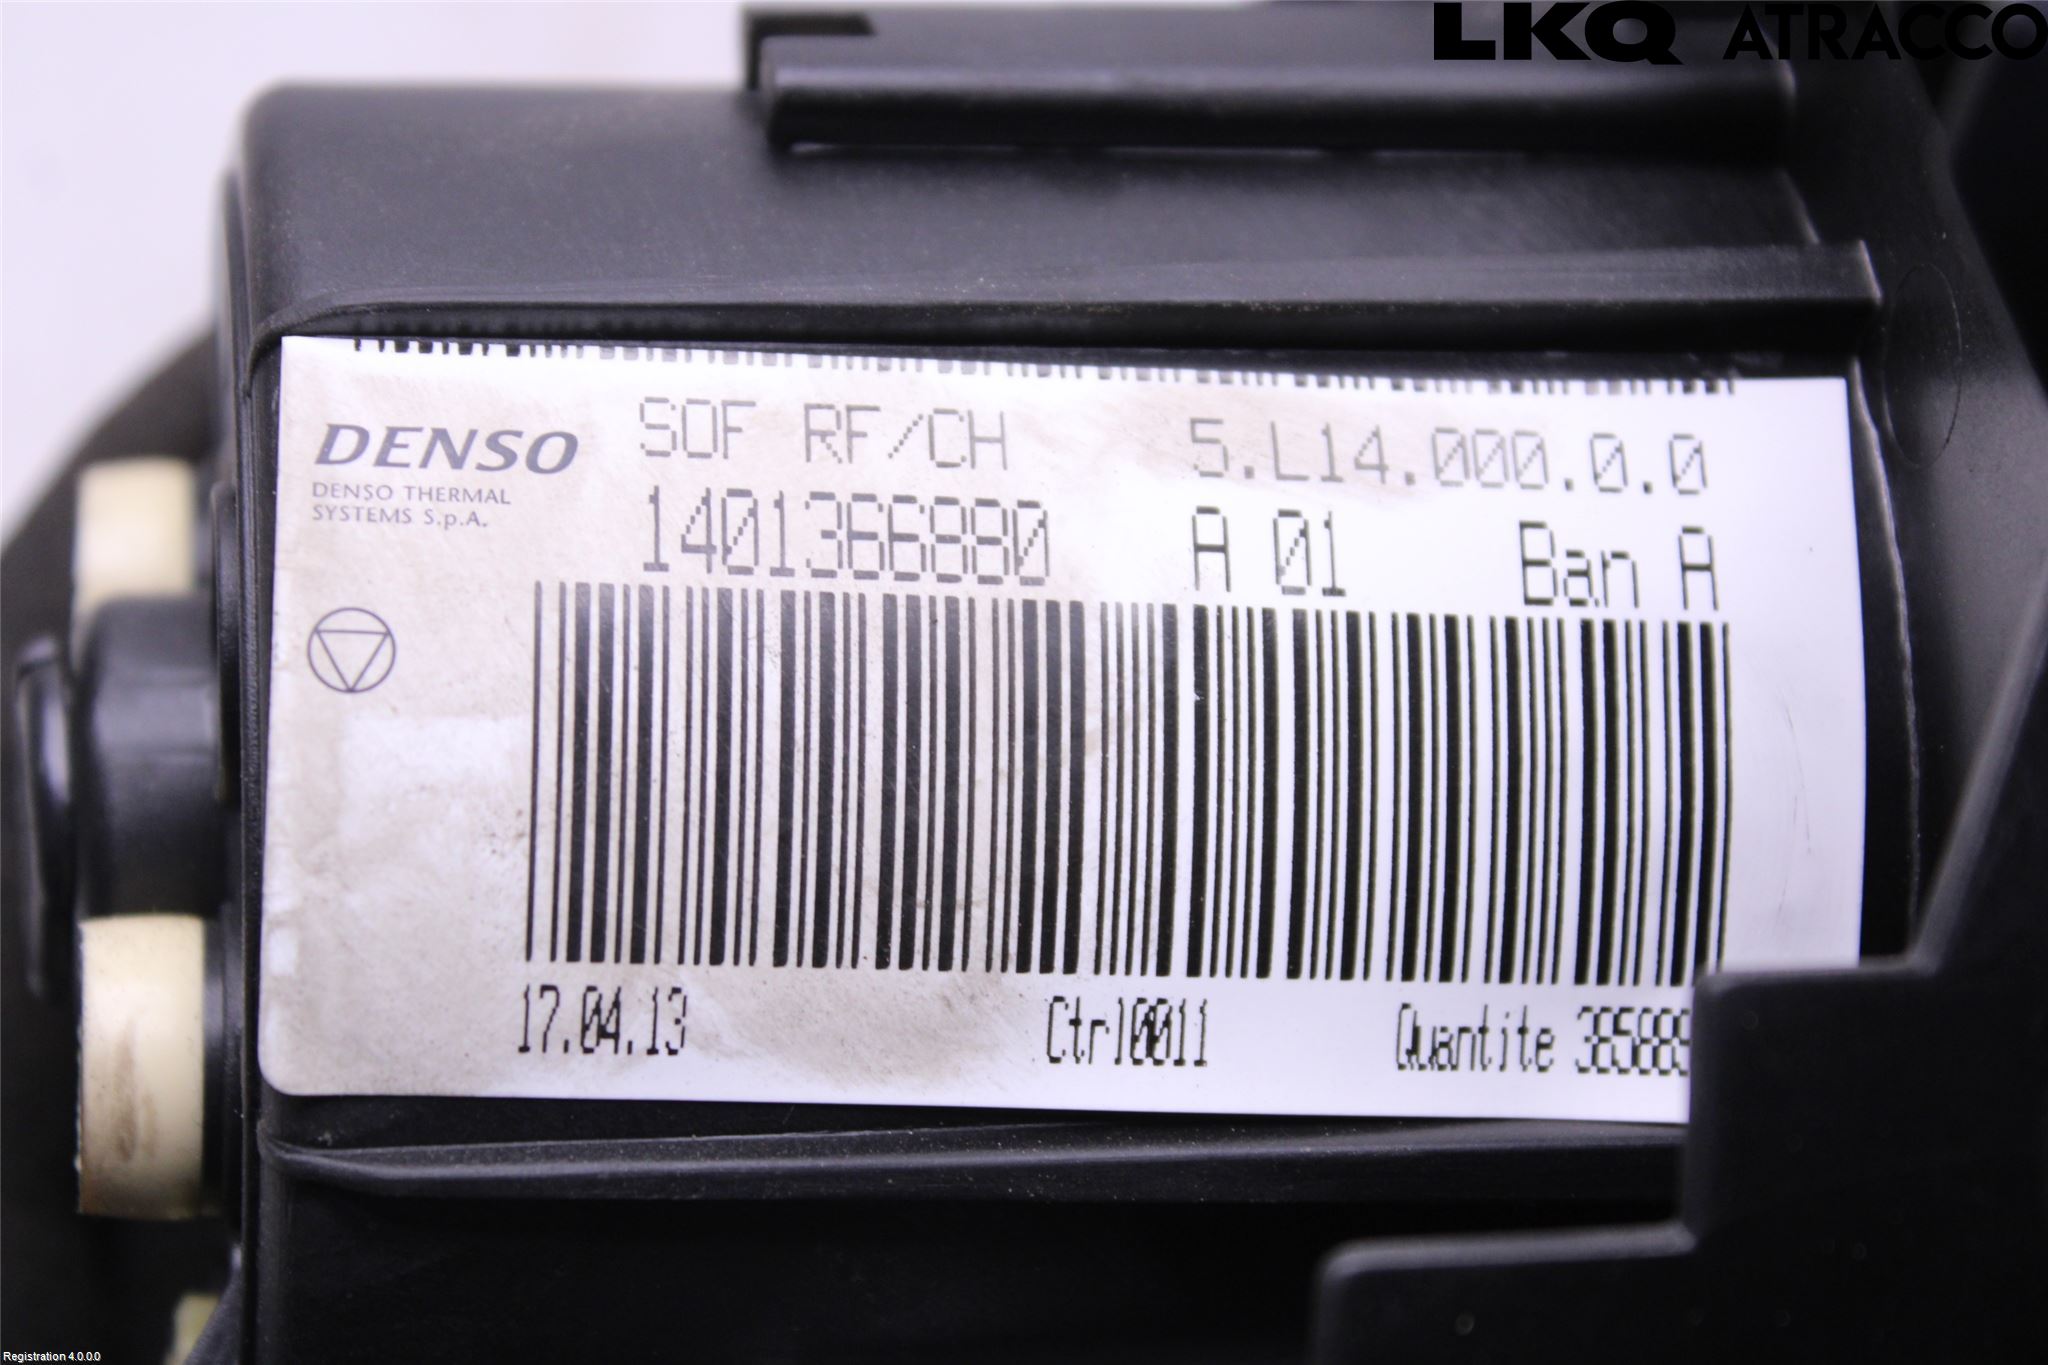 LKQ ATRACCO
DENSO
DENSO THERMAL
SYSTEMS S.p.A.
SOF RF/CH 5.L14.000.0.0
1401366880 A 01 Ban A
17.04.13 Ctrl0011 Quantite
Registration 4.0.0.0